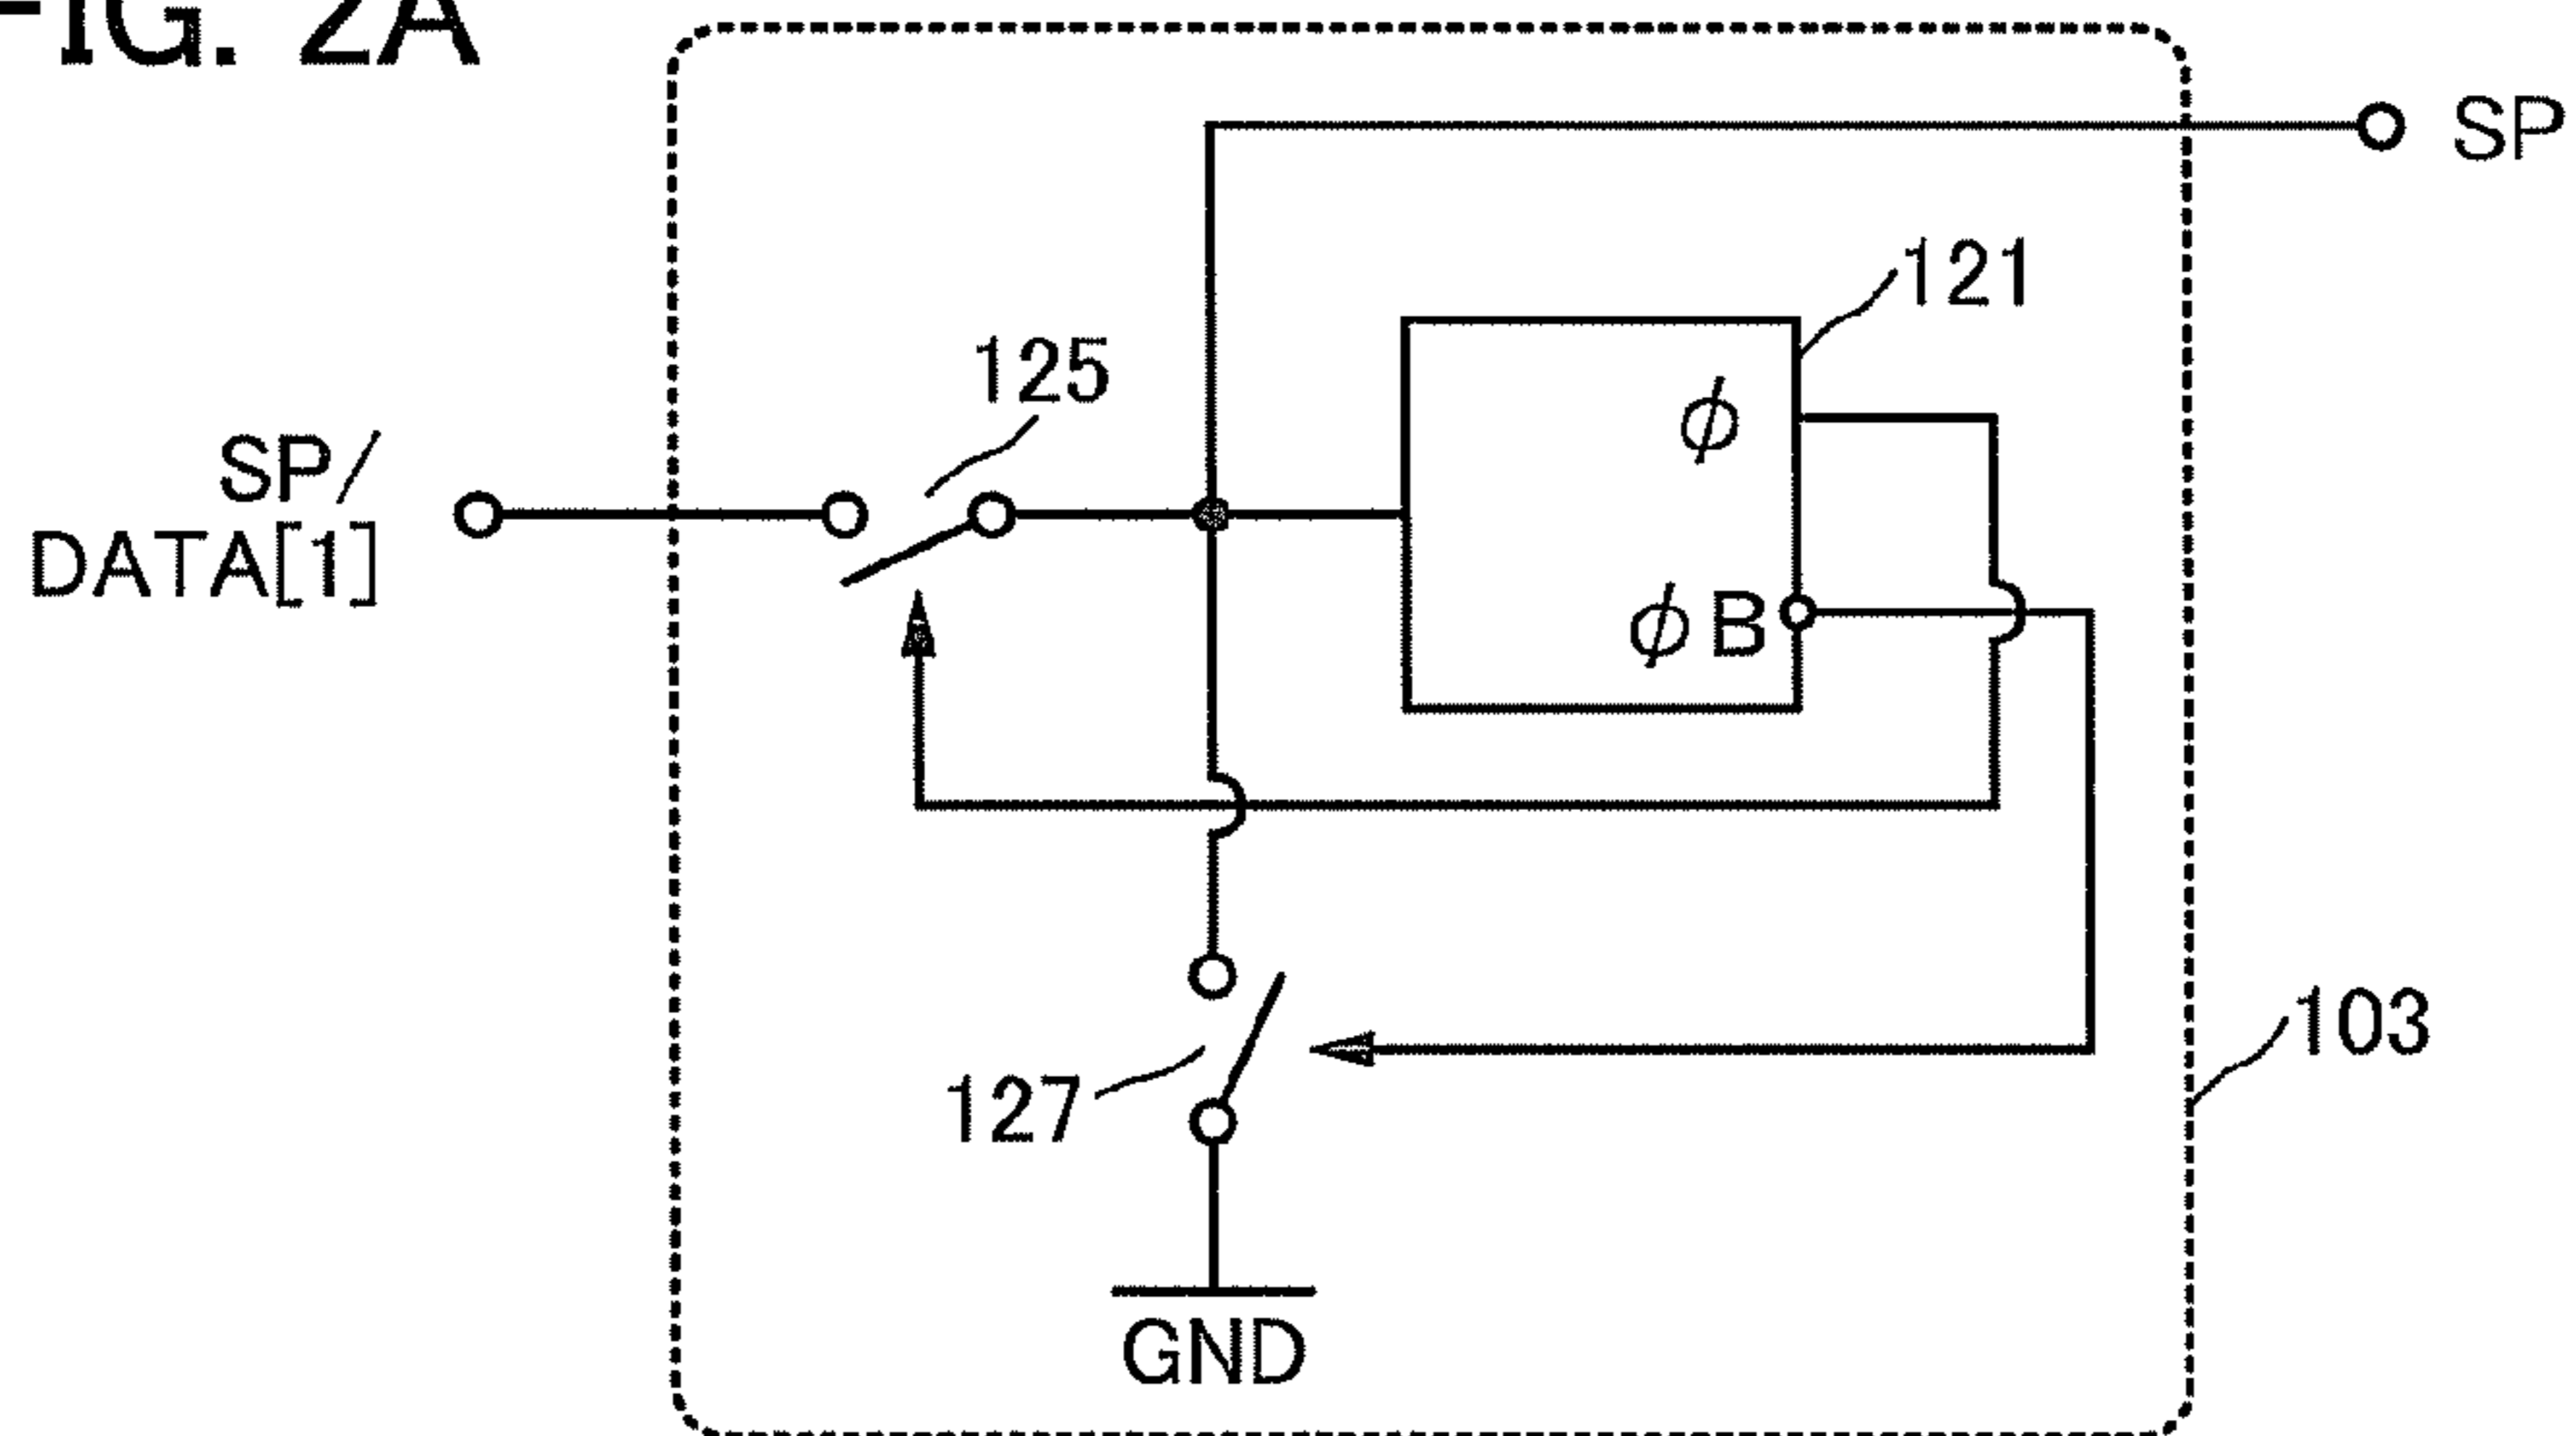 FIG. 2A
SP
121
125
SP/
DATA[1]
ϕ
ϕB
103
127
GND